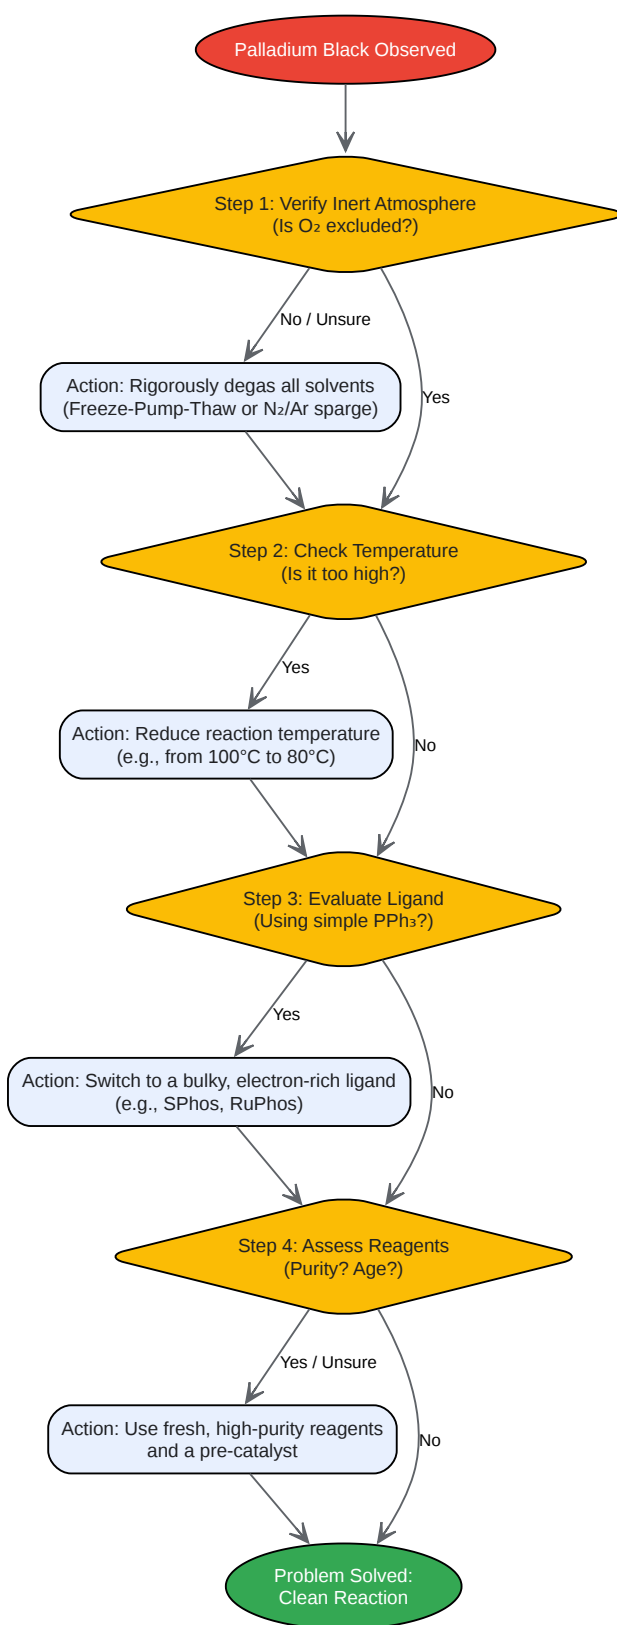 Palladium Black Observed
Step 1: Verify Inert Atmosphere
(Is O₂ excluded?)
No / Unsure
Action: Rigorously degas all solvents
(Freeze-Pump-Thaw or N₂/Ar sparge)
Yes
Step 2: Check Temperature
(Is it too high?)
Yes
Action: Reduce reaction temperature
(e.g., from 100°C to 80°C)
No
Step 3: Evaluate Ligand
(Using simple PPh₃?)
Yes
Action: Switch to a bulky, electron-rich ligand
(e.g., SPhos, RuPhos)
No
Step 4: Assess Reagents
(Purity? Age?)
Yes / Unsure
Action: Use fresh, high-purity reagents
and a pre-catalyst
No
Problem Solved:
Clean Reaction